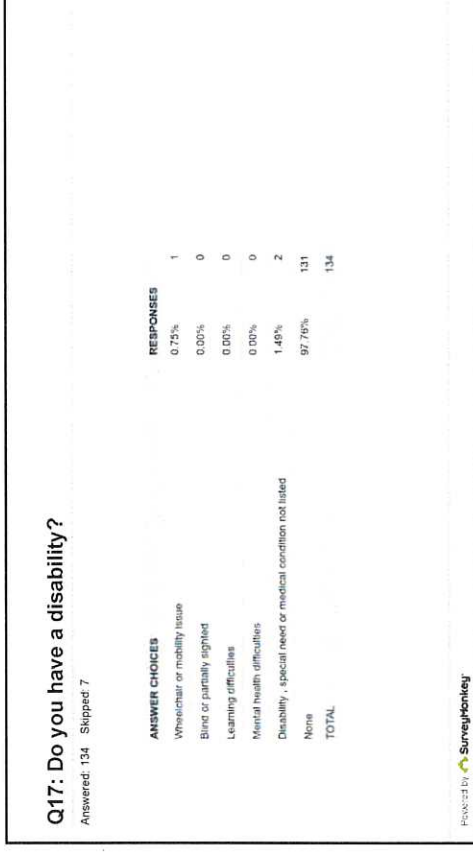 Q17: Do you have a disability?
Answered: 134 Skipped: 7
ANSWER CHOICES RESPONSES
Wheelchair or mobility issue 0.75% 1
Blind or partially sighted 0.00% 0
Learning difficulties 0.00% 0
Mental health difficulties 0.00% 0
Disability , special need or medical condition not listed 1.49% 2
None 97.76% 131
TOTAL 134
Powered by SurveyMonkey